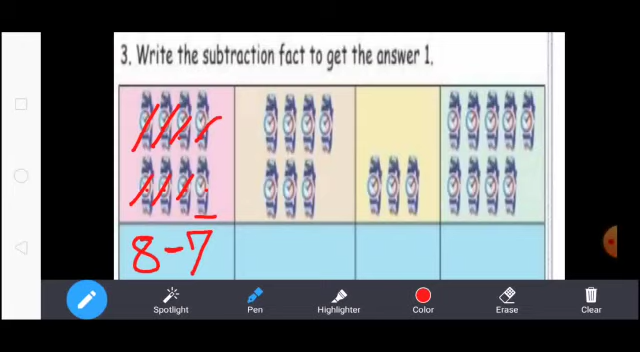 3. Write the subtraction fact to get the answer 1.
8-7
Spotlight
Pen
Highlighter
Color
Erase
Clear